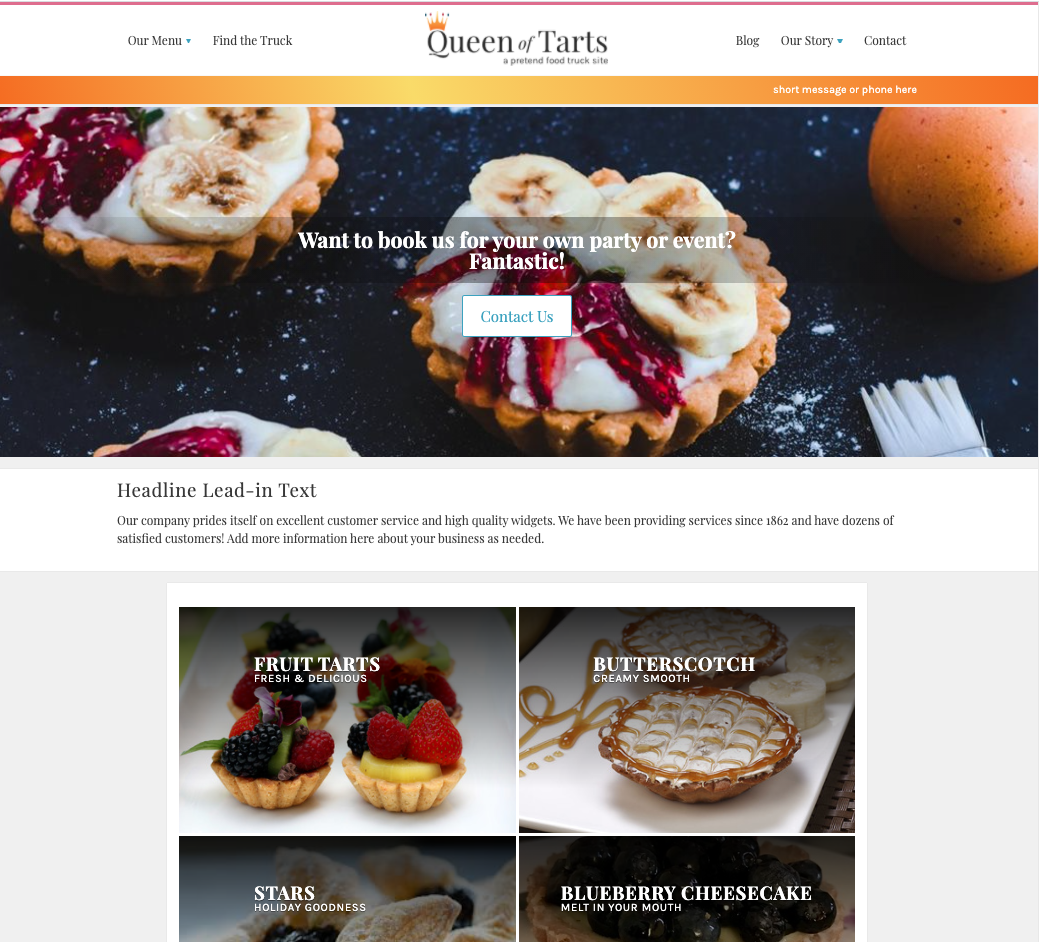 Our Menu
Find the Truck
Queen of Tarts
a pretend food truck site
Blog
Our Story
Contact
short message or phone here
Want to book us for your own party or event?
Fantastic!
Contact Us
Headline Lead-in Text
Our company prides itself on excellent customer service and high quality widgets. We have been providing services since 1862 and have dozens of
satisfied customers! Add more information here about your business as needed.
FRUIT TARTS
FRESH & DELICIOUS
BUTTERSCOTCH
CREAMY SMOOTH
STARS
HOLIDAY GOODNESS
BLUEBERRY CHEESECAKE
MELT IN YOUR MOUTH